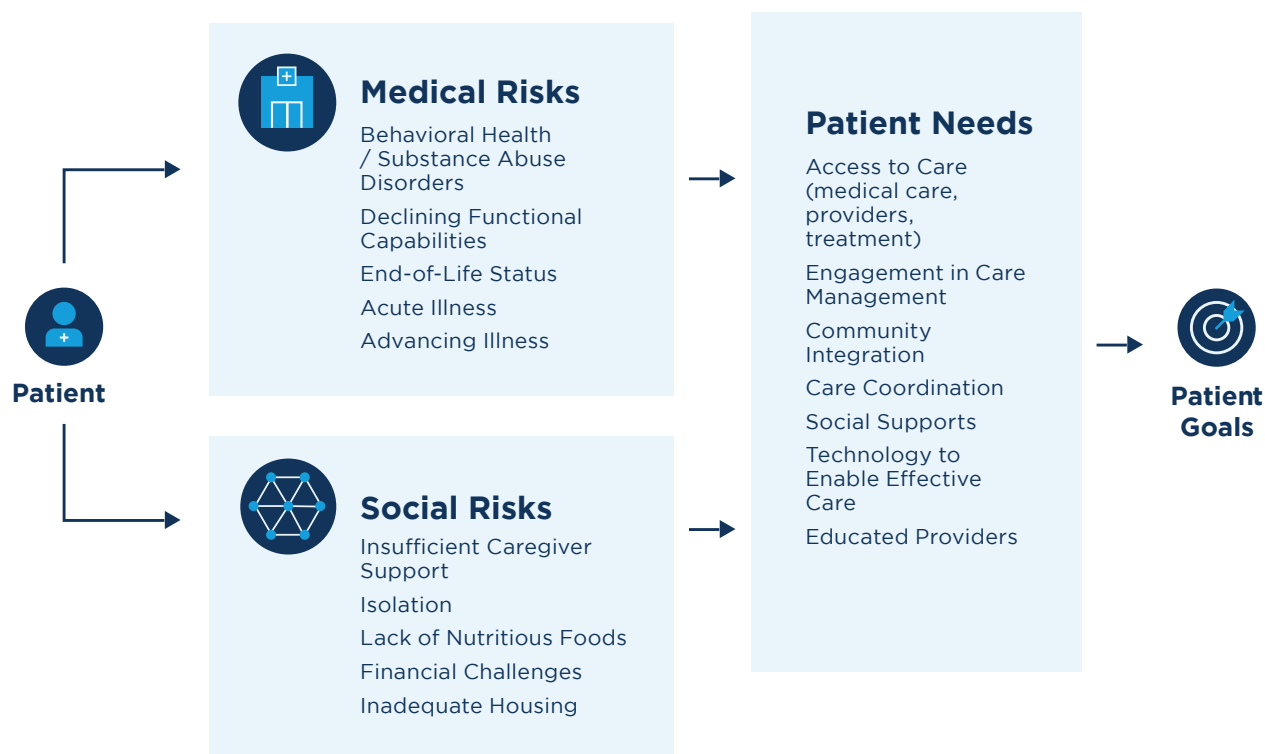 Patient
Medical Risks
Behavioral Health
/ Substance Abuse
Disorders
Declining Functional
Capabilities
End-of-Life Status
Acute Illness
Advancing Illness
Social Risks
Insufficient Caregiver
Support
Isolation
Lack of Nutritious Foods
Financial Challenges
Inadequate Housing
Patient Needs
Access to Care
(medical care,
providers,
treatment)
Engagement in Care
Management
Community
Integration
Care Coordination
Social Supports
Technology to
Enable Effective
Care
Educated Providers
Patient
Goals